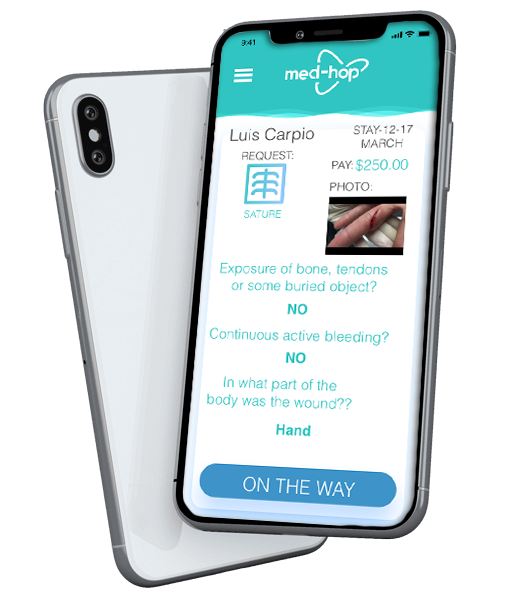 9:41
med-hop
Luis Carpio
STAY-12-17
MARCH
REQUEST:
PAY: $250.00
PHOTO:
SATURE
Exposure of bone, tendons
or some buried object?
NO
Continuous active bleeding?
NO
In what part of the
body was the wound??
Hand
ON THE WAY